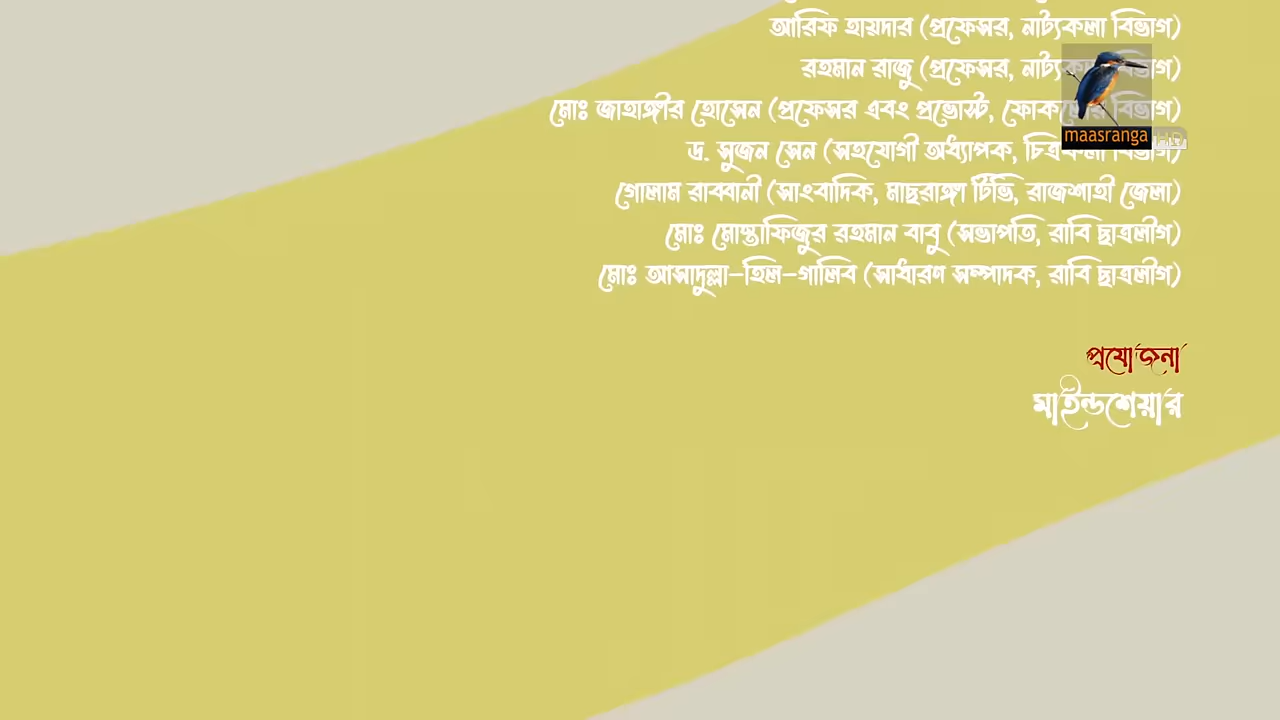 আরিফ হায়দার (প্রফেসর, নাট্যকলা বিভাগ)
রহমান রাজু (প্রফেসর, নাট্যকলা বিভাগ)
মোঃ জাহাঙ্গীর হোসেন (প্রফেসর এবং প্রভোস্ট, ফোকলোর বিভাগ)
ড. সুজন সেন (সহযোগী অধ্যাপক, চিত্রকলা বিভাগ)
গোলাম রাব্বানী (সাংবাদিক, মাছরাঙ্গা টিভি, রাজশাহী জেলা)
মোঃ মোস্তাফিজুর রহমান বাবু (সভাপতি, রাবি ছাত্রলীগ)
মোঃ আসাদুল্লা-হিল-গালিব (সাধারণ সম্পাদক, রাবি ছাত্রলীগ)
প্রযোজনা
মাইন্ডশেয়ার
maasranga HD